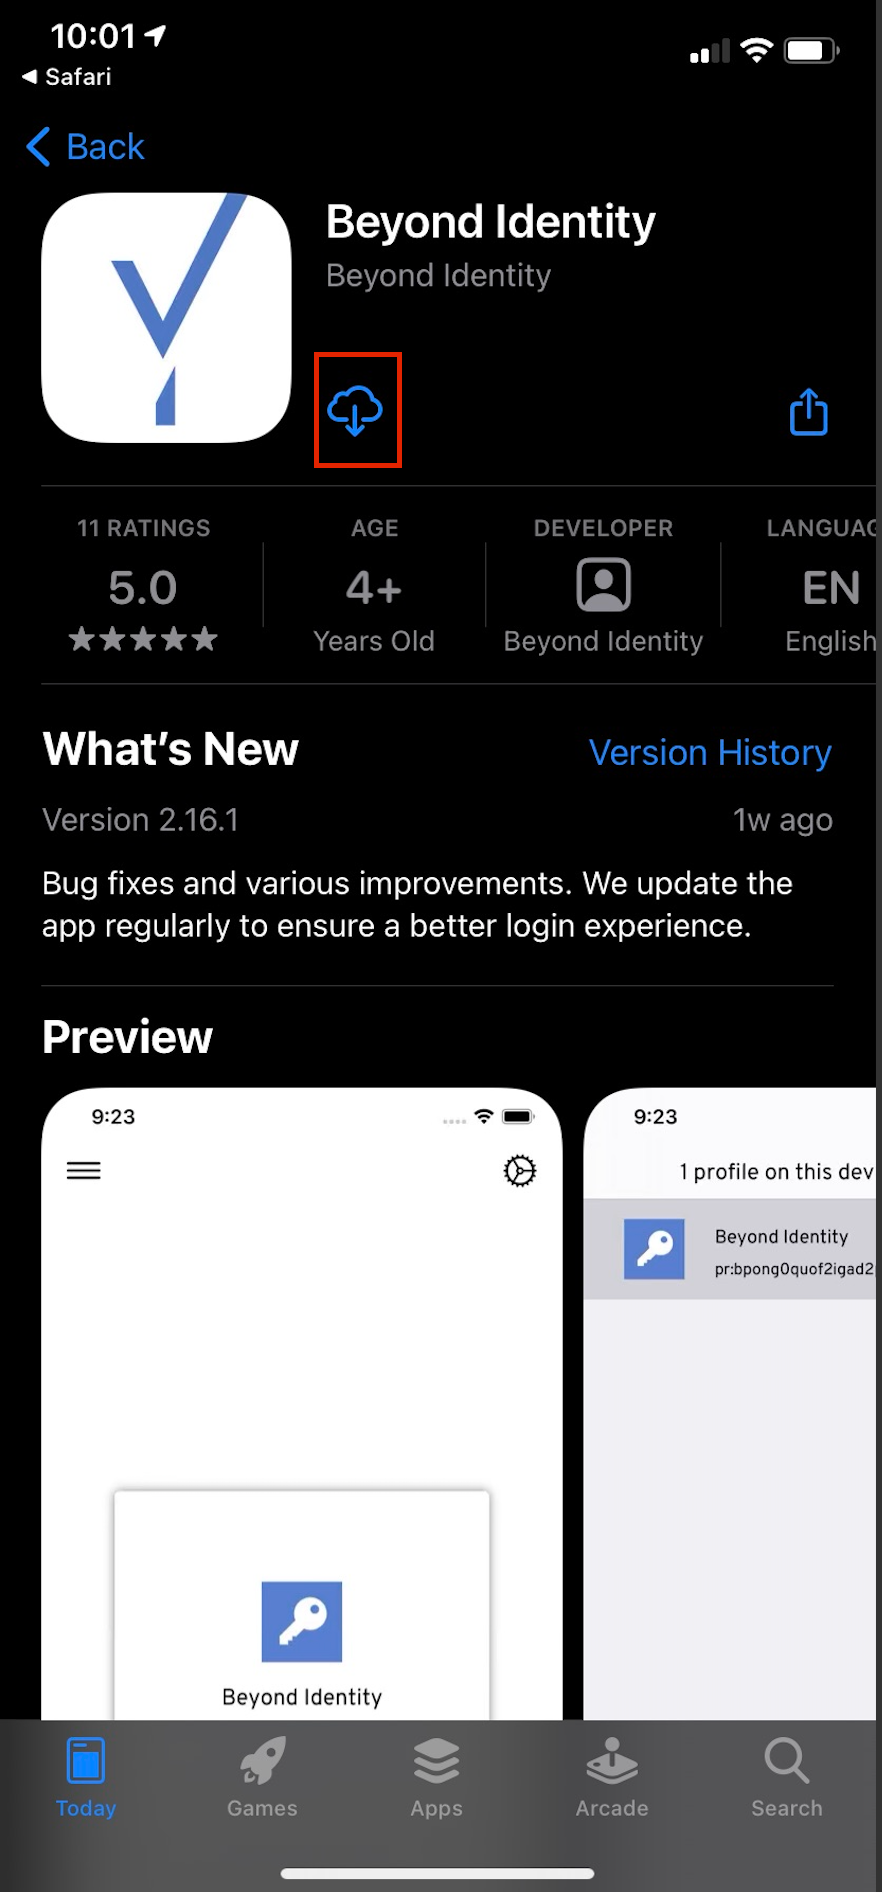 10:01
Safari
Back
Beyond Identity
Beyond Identity
11 RATINGS
5.0
AGE
4+
Years Old
DEVELOPER
Beyond Identity
LANGUAG
EN
English
What's New
Version History
Version 2.16.1
1w ago
Bug fixes and various improvements. We update the
app regularly to ensure a better login experience.
Preview
9:23
Beyond Identity
9:23
1 profile on this dev
Beyond Identity
pr:bpong0quof2igad2
Today
Games
Apps
Arcade
Search